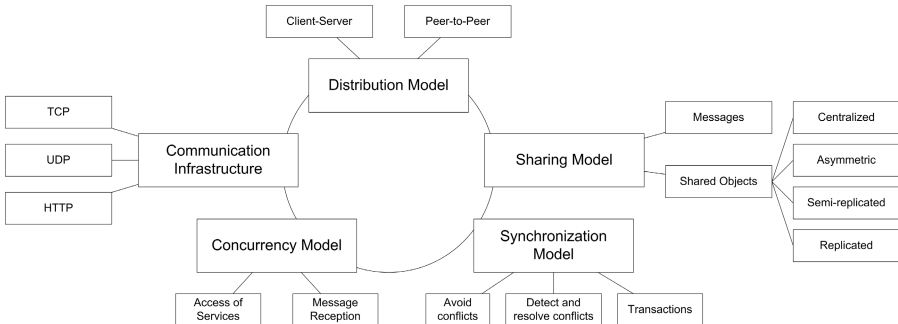 Client-Server
Peer-to-Peer
Distribution Model
TCP
UDP
HTTP
Communication
Infrastructure
Sharing Model
Messages
Shared Objects
Centralized
Asymmetric
Semi-replicated
Replicated
Concurrency Model
Synchronization
Model
Access of
Services
Message
Reception
Avoid
conflicts
Detect and
resolve conflicts
Transactions